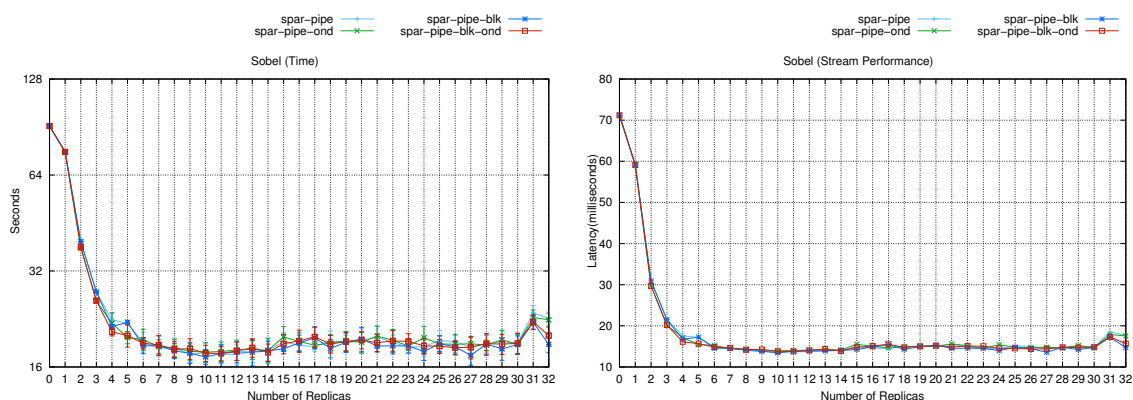 spar-pipe
spar-pipe-ond
spar-pipe-blk
spar-pipe-blk-ond
Sobel (Time)
128
64
32
16
Seconds
0 1 2 3 4 5 6 7 8 9 10 11 12 13 14 15 16 17 18 19 20 21 22 23 24 25 26 27 28 29 30 31 32
Number of Replicas
spar-pipe
spar-pipe-ond
spar-pipe-blk
spar-pipe-blk-ond
Sobel (Stream Performance)
80
70
60
50
40
30
20
10
Latency(milliseconds)
0 1 2 3 4 5 6 7 8 9 10 11 12 13 14 15 16 17 18 19 20 21 22 23 24 25 26 27 28 29 30 31 32
Number of Replicas